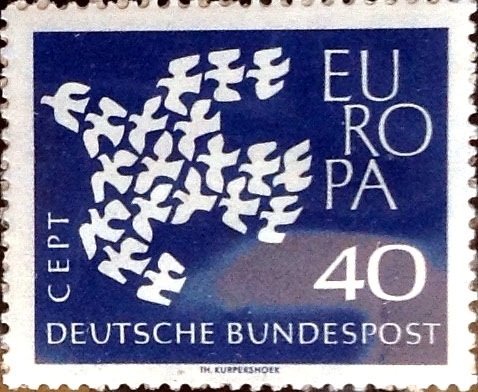 EU
RO
PA
CEPT
40
DEUTSCHE BUNDESPOST
TH. KURPERSHOEK